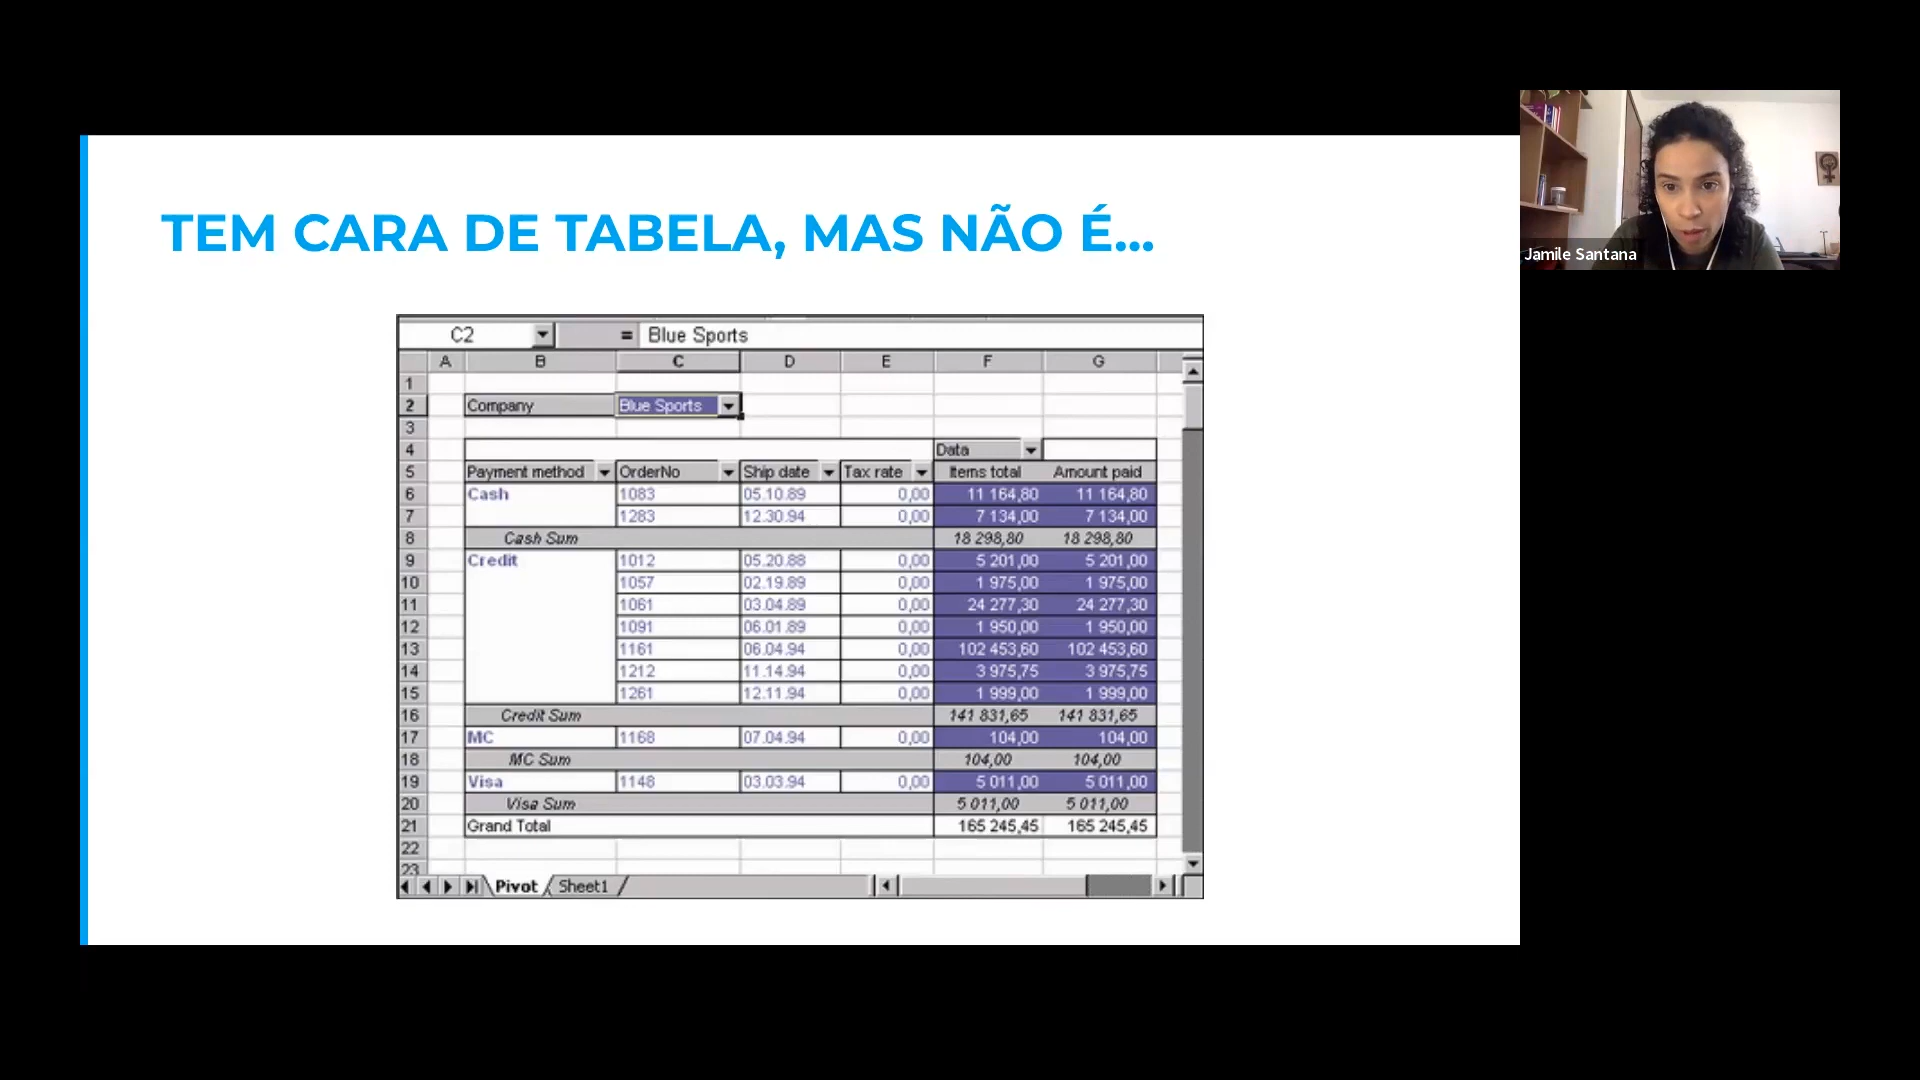 TEM CARA DE TABELA, MAS NÃO É...
Jamile Santana
C2 = Blue Sports
A B C D E F G
1
2 Company Blue Sports
3
4 Data
5 Payment method OrderNo Ship date Tax rate Items total Amount paid
6 Cash 1083 05.10.89 0,00 11 164,80 11 164,80
7 1283 12.30.94 0,00 7 134,00 7 134,00
8 Cash Sum 18 298,80 18 298,80
9 Credit 1012 05.20.88 0,00 5 201,00 5 201,00
10 1057 02.19.89 0,00 1 975,00 1 975,00
11 1061 03.04.89 0,00 24 277,30 24 277,30
12 1091 06.01.89 0,00 1 950,00 1 950,00
13 1161 06.04.94 0,00 102 453,60 102 453,60
14 1212 11.14.94 0,00 3 975,75 3 975,75
15 1261 12.11.94 0,00 1 999,00 1 999,00
16 Credit Sum 141 831,65 141 831,65
17 MC 1168 07.04.94 0,00 104,00 104,00
18 MC Sum 104,00 104,00
19 Visa 1148 03.03.94 0,00 5 011,00 5 011,00
20 Visa Sum 5 011,00 5 011,00
21 Grand Total 165 245,45 165 245,45
22
23
Pivot Sheet1